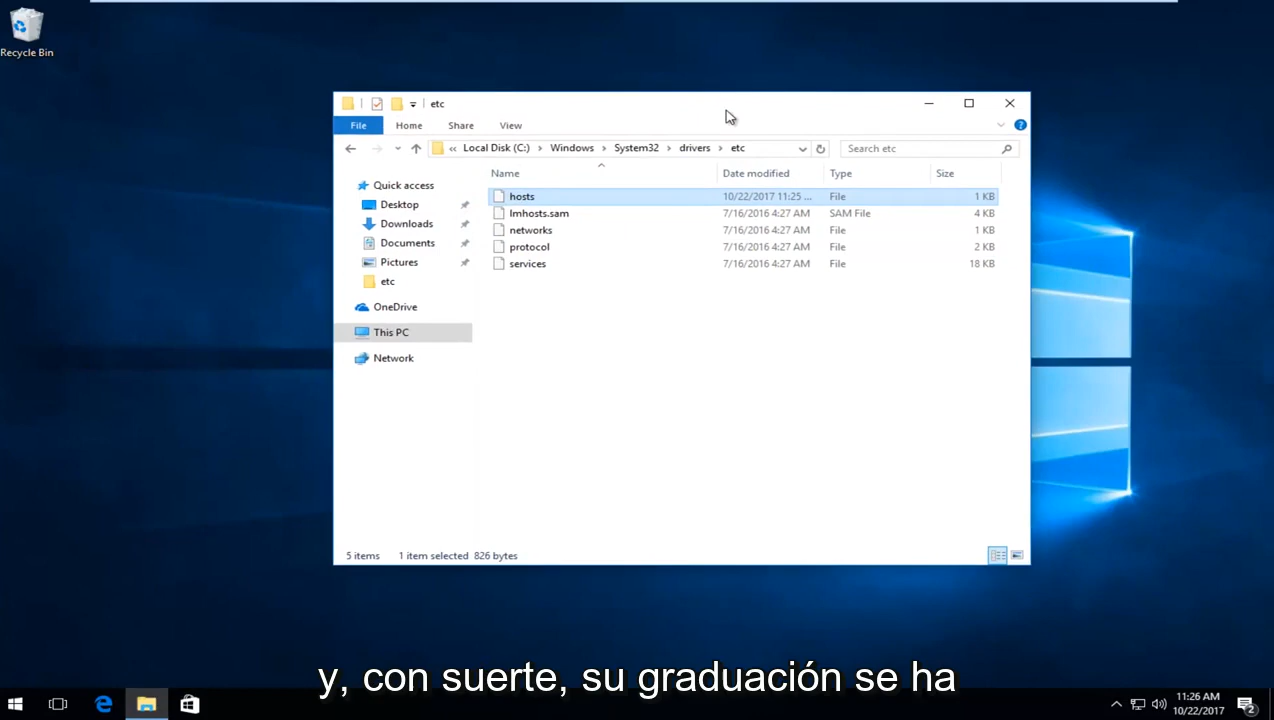 Recycle Bin
etc
File Home Share View
« Local Disk (C:) › Windows › System32 › drivers › etc
Search etc
Name Date modified Type Size
Quick access
Desktop
Downloads
Documents
Pictures
etc
OneDrive
This PC
Network
hosts 10/22/2017 11:25 ... File 1 KB
lmhosts.sam 7/16/2016 4:27 AM SAM File 4 KB
networks 7/16/2016 4:27 AM File 1 KB
protocol 7/16/2016 4:27 AM File 2 KB
services 7/16/2016 4:27 AM File 18 KB
5 items 1 item selected 826 bytes
y, con suerte, su graduación se ha
11:26 AM
10/22/2017
2